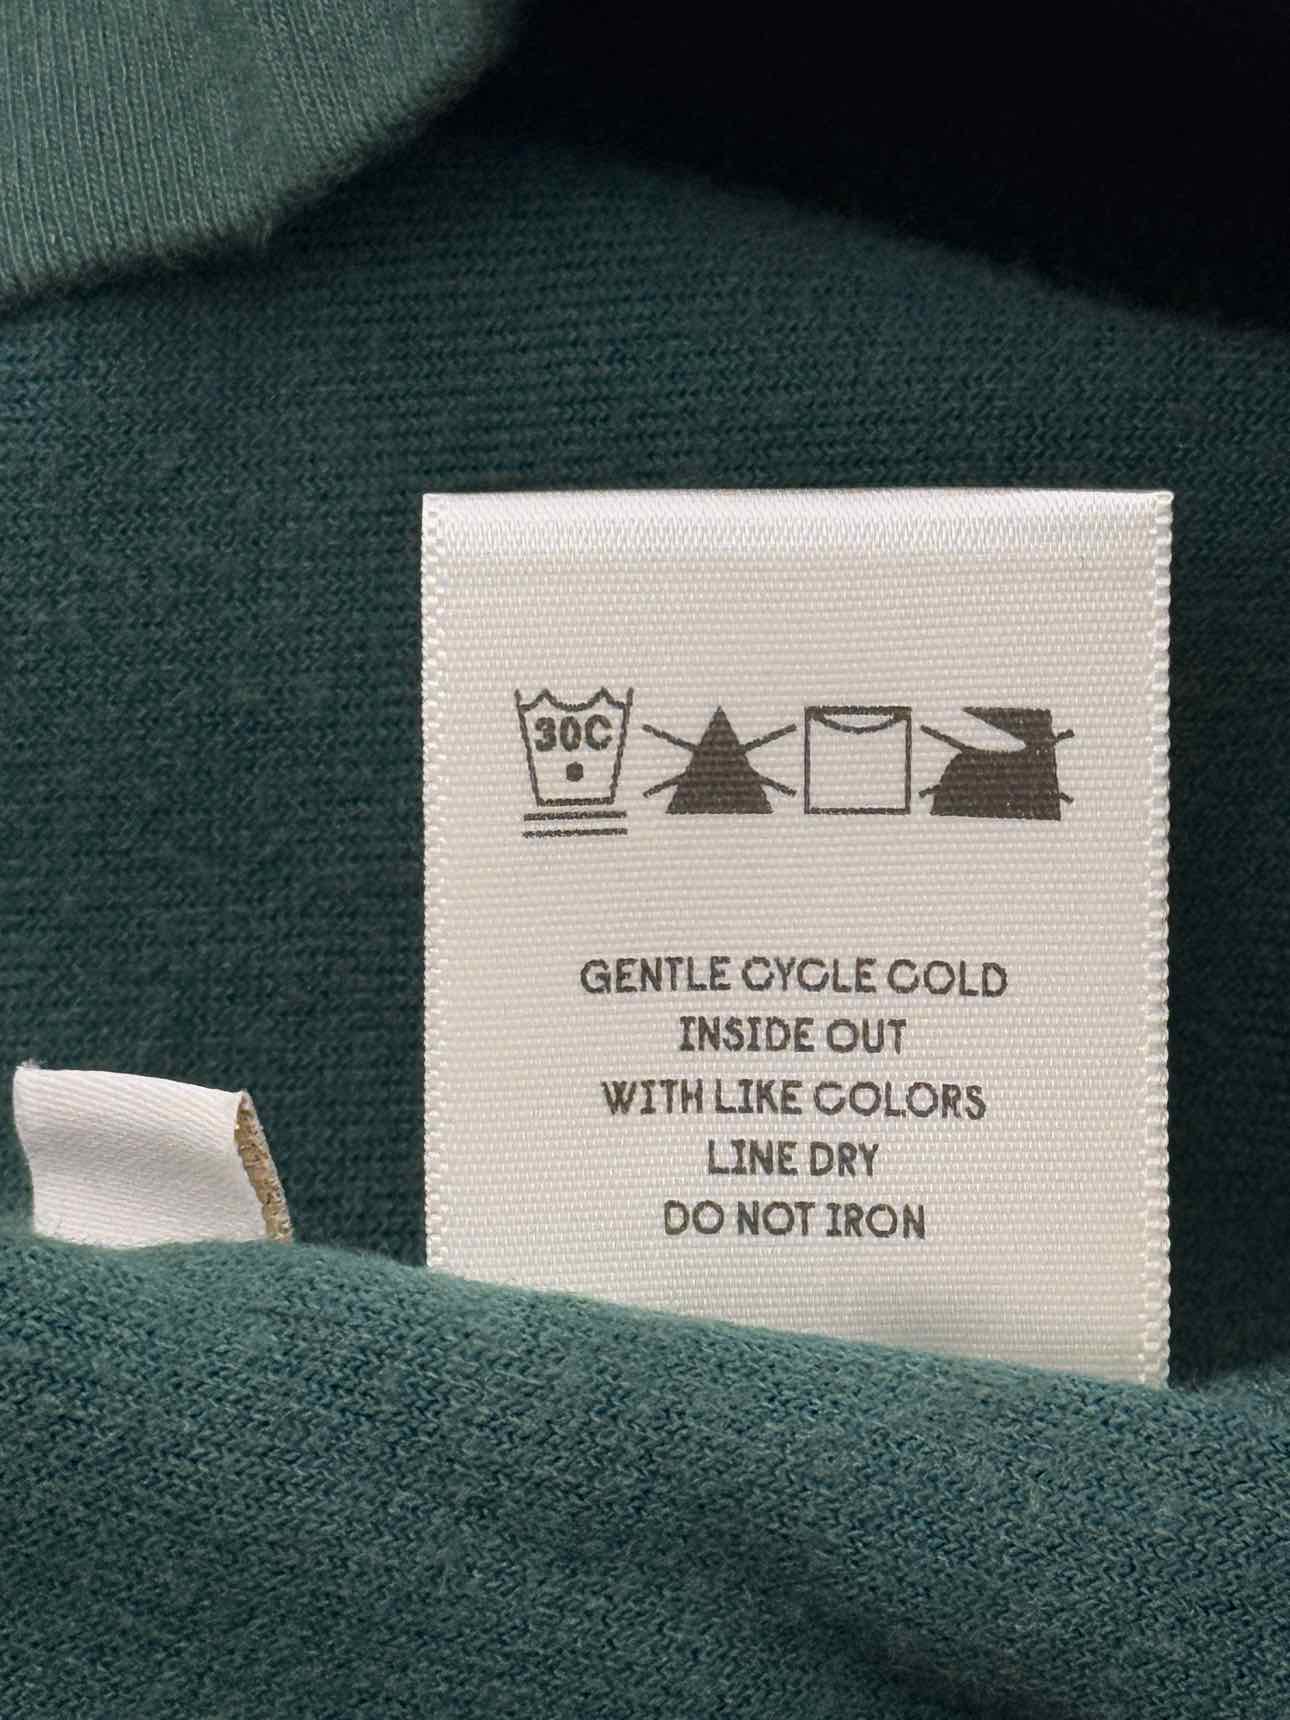 30C
GENTLE CYCLE COLD
INSIDE OUT
WITH LIKE COLORS
LINE DRY
DO NOT IRON